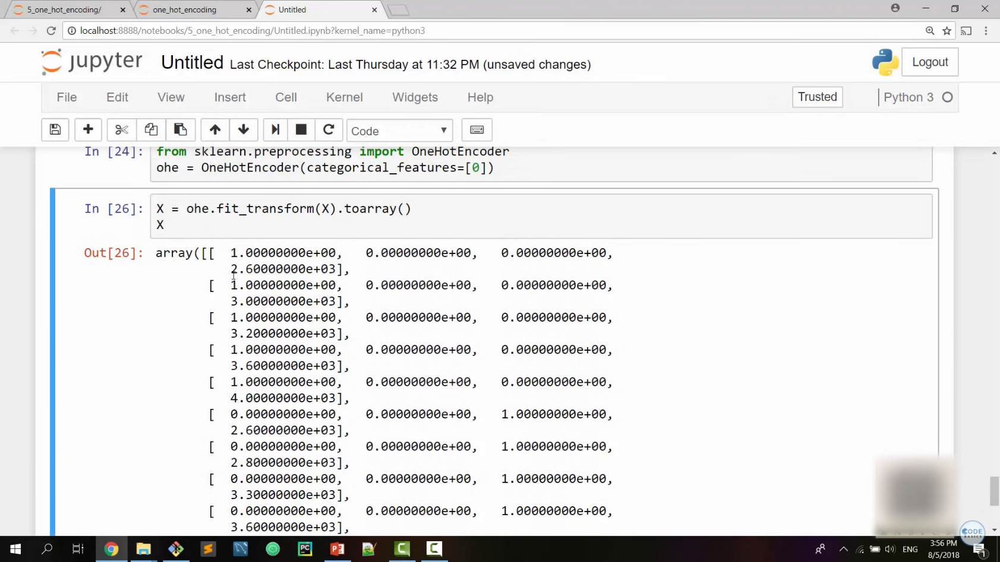 5_one_hot_encoding/
one_hot_encoding
Untitled
localhost:8888/notebooks/5_one_hot_encoding/Untitled.ipynb?kernel_name=python3
jupyter Untitled Last Checkpoint: Last Thursday at 11:32 PM (unsaved changes)
Logout
File Edit View Insert Cell Kernel Widgets Help
Trusted
Python 3
Code
In [24]: from sklearn.preprocessing import OneHotEncoder
ohe = OneHotEncoder(categorical_features=[0])
In [26]: X = ohe.fit_transform(X).toarray()
X
Out[26]: array([[ 1.00000000e+00, 0.00000000e+00, 0.00000000e+00,
2.60000000e+03],
[ 1.00000000e+00, 0.00000000e+00, 0.00000000e+00,
3.00000000e+03],
[ 1.00000000e+00, 0.00000000e+00, 0.00000000e+00,
3.20000000e+03],
[ 1.00000000e+00, 0.00000000e+00, 0.00000000e+00,
3.60000000e+03],
[ 1.00000000e+00, 0.00000000e+00, 0.00000000e+00,
4.00000000e+03],
[ 0.00000000e+00, 0.00000000e+00, 1.00000000e+00,
2.60000000e+03],
[ 0.00000000e+00, 0.00000000e+00, 1.00000000e+00,
2.80000000e+03],
[ 0.00000000e+00, 0.00000000e+00, 1.00000000e+00,
3.30000000e+03],
[ 0.00000000e+00, 0.00000000e+00, 1.00000000e+00,
3.60000000e+03],
CODE
BASICS
PC
ENG
3:56 PM
8/5/2018
1